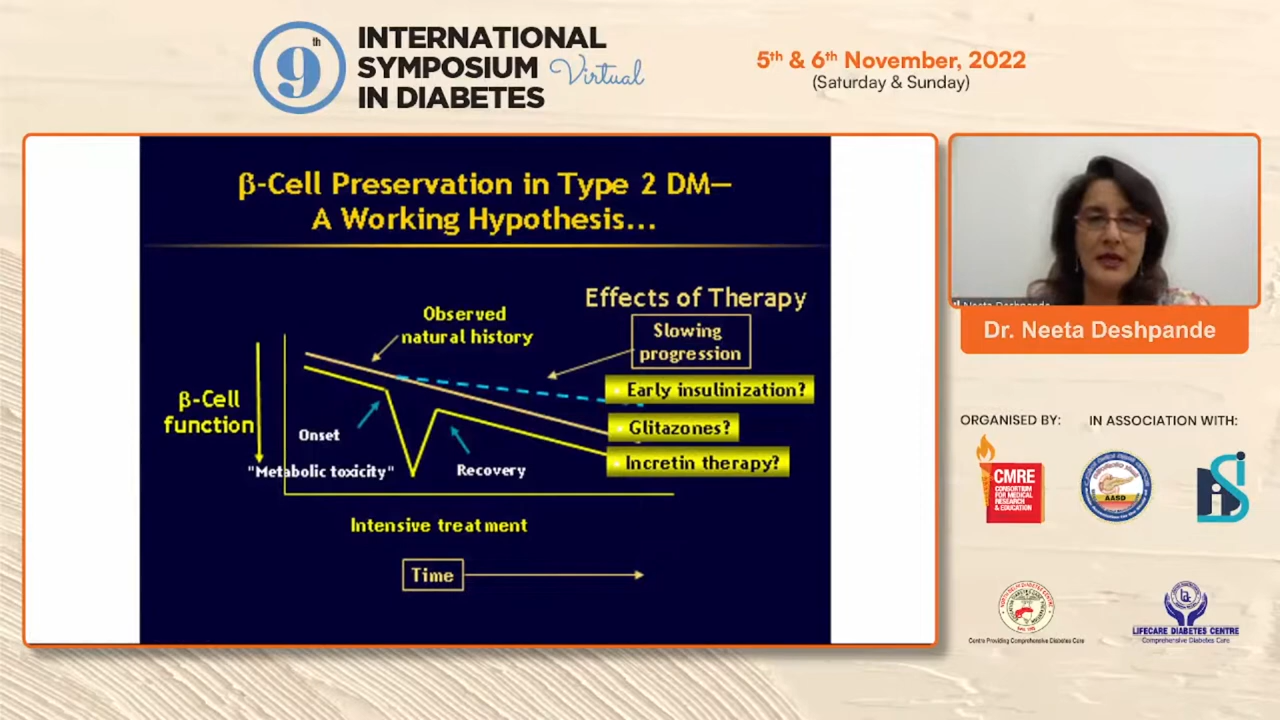 9th
INTERNATIONAL
SYMPOSIUM Virtual
IN DIABETES
5th & 6th November, 2022
(Saturday & Sunday)
β-Cell Preservation in Type 2 DM—
A Working Hypothesis...
Effects of Therapy
Observed
natural history
Slowing
progression
β-Cell
function
Early insulinization?
Glitazones?
Incretin therapy?
Onset
"Metabolic toxicity"
Recovery
Intensive treatment
Time
Neeta Deshpande
Dr. Neeta Deshpande
ORGANISED BY:
IN ASSOCIATION WITH:
CMRE
CONSORTIUM
FOR MEDICAL
RESEARCH
& EDUCATION
AASD
Centre Providing Comprehensive Diabetes Care
LIFECARE DIABETES CENTRE
Comprehensive Diabetes Care